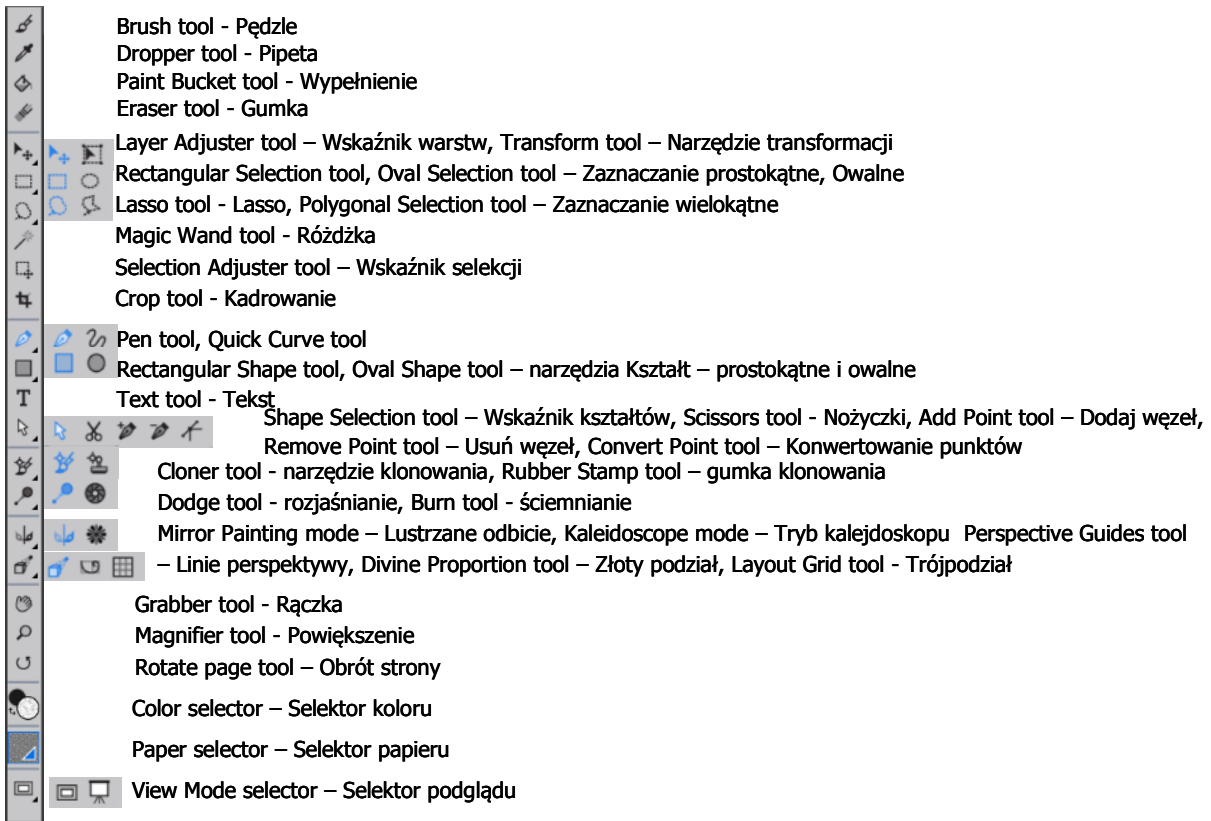 Brush tool - Pędzle
Dropper tool - Pipeta
Paint Bucket tool - Wypełnienie
Eraser tool - Gumka
Layer Adjuster tool – Wskaźnik warstw, Transform tool – Narzędzie transformacji
Rectangular Selection tool, Oval Selection tool – Zaznaczanie prostokątne, Owalne
Lasso tool - Lasso, Polygonal Selection tool – Zaznaczanie wielokątne
Magic Wand tool - Różdżka
Selection Adjuster tool – Wskaźnik selekcji
Crop tool - Kadrowanie
Pen tool, Quick Curve tool
Rectangular Shape tool, Oval Shape tool – narzędzia Kształt – prostokątne i owalne
T Text tool - Tekst
Shape Selection tool – Wskaźnik kształtów, Scissors tool - Nożyczki, Add Point tool – Dodaj węzeł,
Remove Point tool – Usuń węzeł, Convert Point tool – Konwertowanie punktów
Cloner tool - narzędzie klonowania, Rubber Stamp tool – gumka klonowania
Dodge tool - rozjaśnianie, Burn tool - ściemnianie
Mirror Painting mode – Lustrzane odbicie, Kaleidoscope mode – Tryb kalejdoskopu  Perspective Guides tool
– Linie perspektywy, Divine Proportion tool – Złoty podział, Layout Grid tool - Trójpodział
Grabber tool - Rączka
Magnifier tool - Powiększenie
Rotate page tool – Obrót strony
Color selector – Selektor koloru
Paper selector – Selektor papieru
View Mode selector – Selektor podglądu